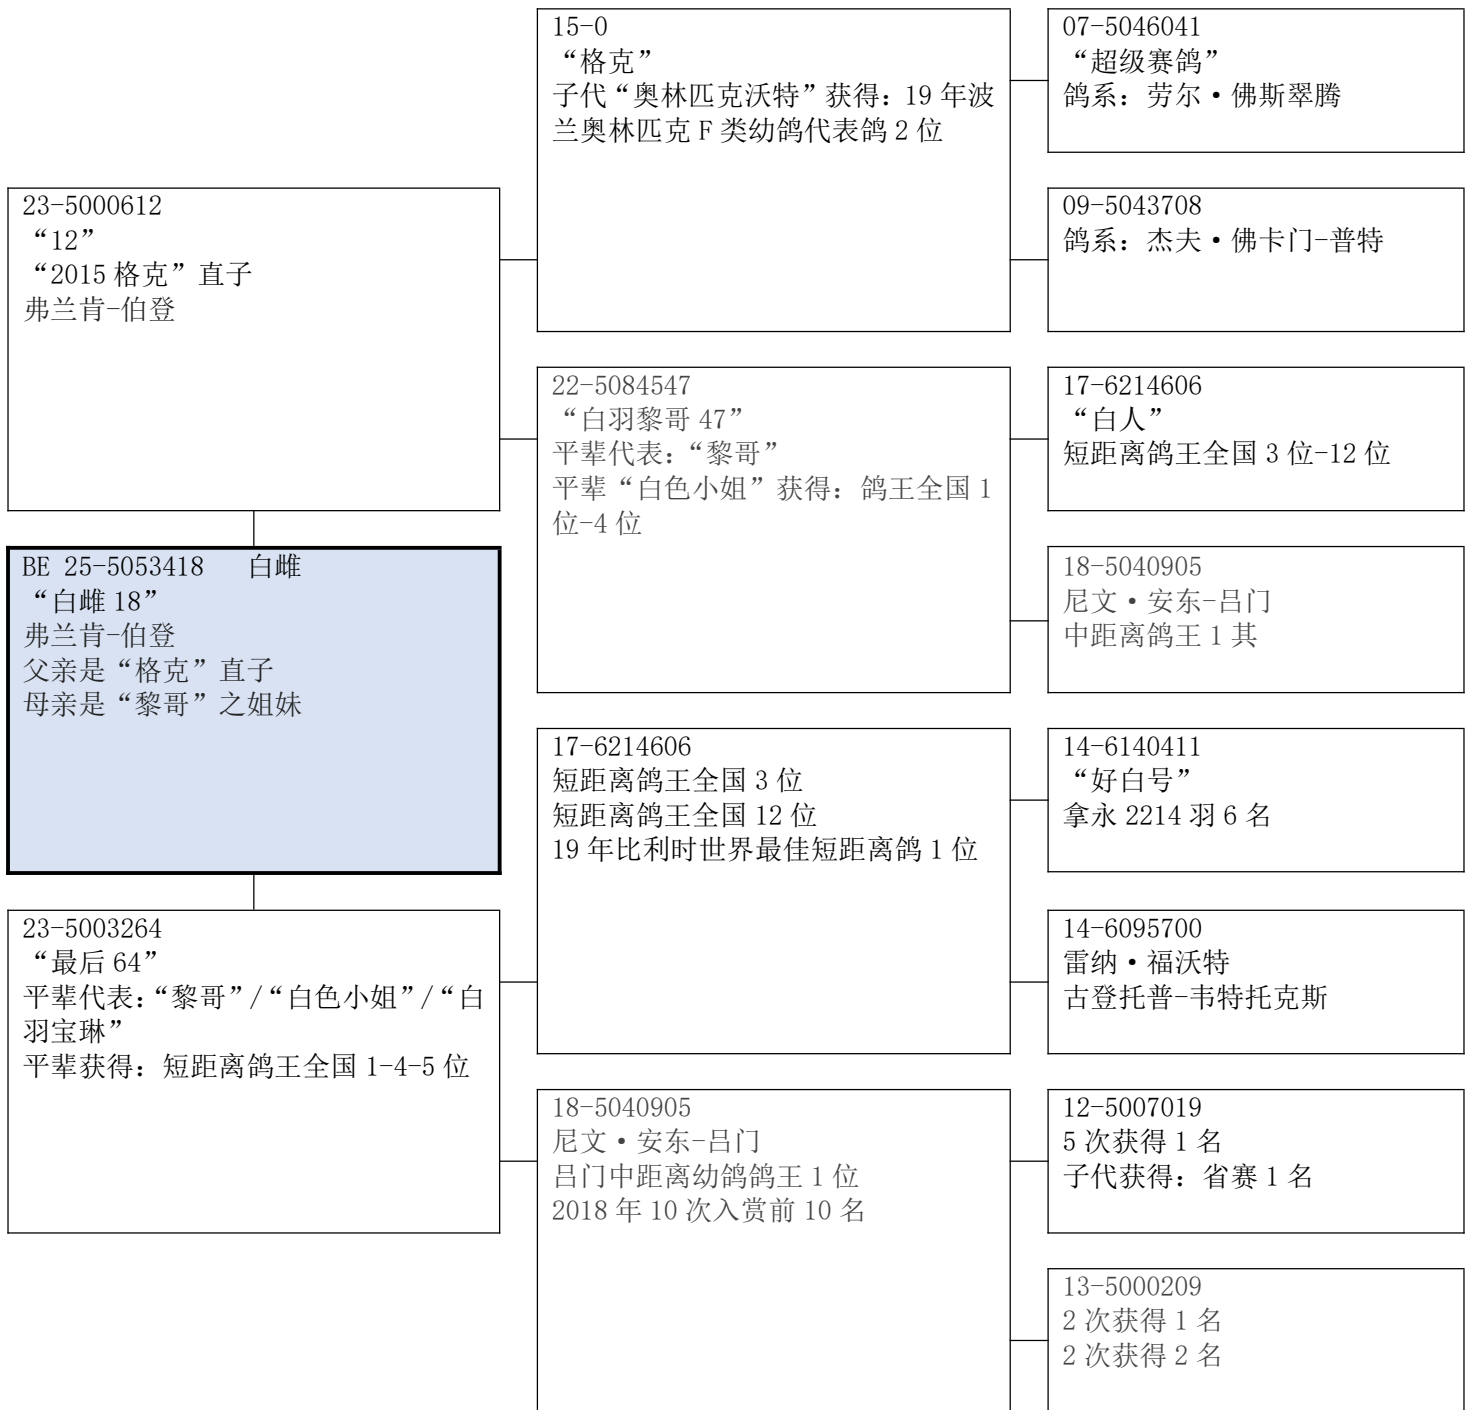 15-0
“格克”
子代“奥林匹克沃特”获得：19 年波
兰奥林匹克 F 类幼鸽代表鸽 2 位
07-5046041
“超级赛鸽”
鸽系：劳尔·佛斯翠腾
23-5000612
“12”
“2015 格克”直子
弗兰肯-伯登
09-5043708
鸽系：杰夫·佛卡门-普特
22-5084547
“白羽黎哥 47”
平辈代表：“黎哥”
平辈“白色小姐”获得：鸽王全国 1
位-4 位
17-6214606
“白人”
短距离鸽王全国 3 位-12 位
BE 25-5053418 白雌
“白雌 18”
弗兰肯-伯登
父亲是“格克”直子
母亲是“黎哥”之姐妹
18-5040905
尼文·安东-吕门
中距离鸽王 1 其
17-6214606
短距离鸽王全国 3 位
短距离鸽王全国 12 位
19 年比利时世界最佳短距离鸽 1 位
14-6140411
“好白号”
拿永 2214 羽 6 名
23-5003264
“最后 64”
平辈代表：“黎哥”/“白色小姐”/“白
羽宝琳”
平辈获得：短距离鸽王全国 1-4-5 位
14-6095700
雷纳·福沃特
古登托普-韦特托克斯
18-5040905
尼文·安东-吕门
吕门中距离幼鸽鸽王 1 位
2018 年 10 次入赏前 10 名
12-5007019
5 次获得 1 名
子代获得：省赛 1 名
13-5000209
2 次获得 1 名
2 次获得 2 名